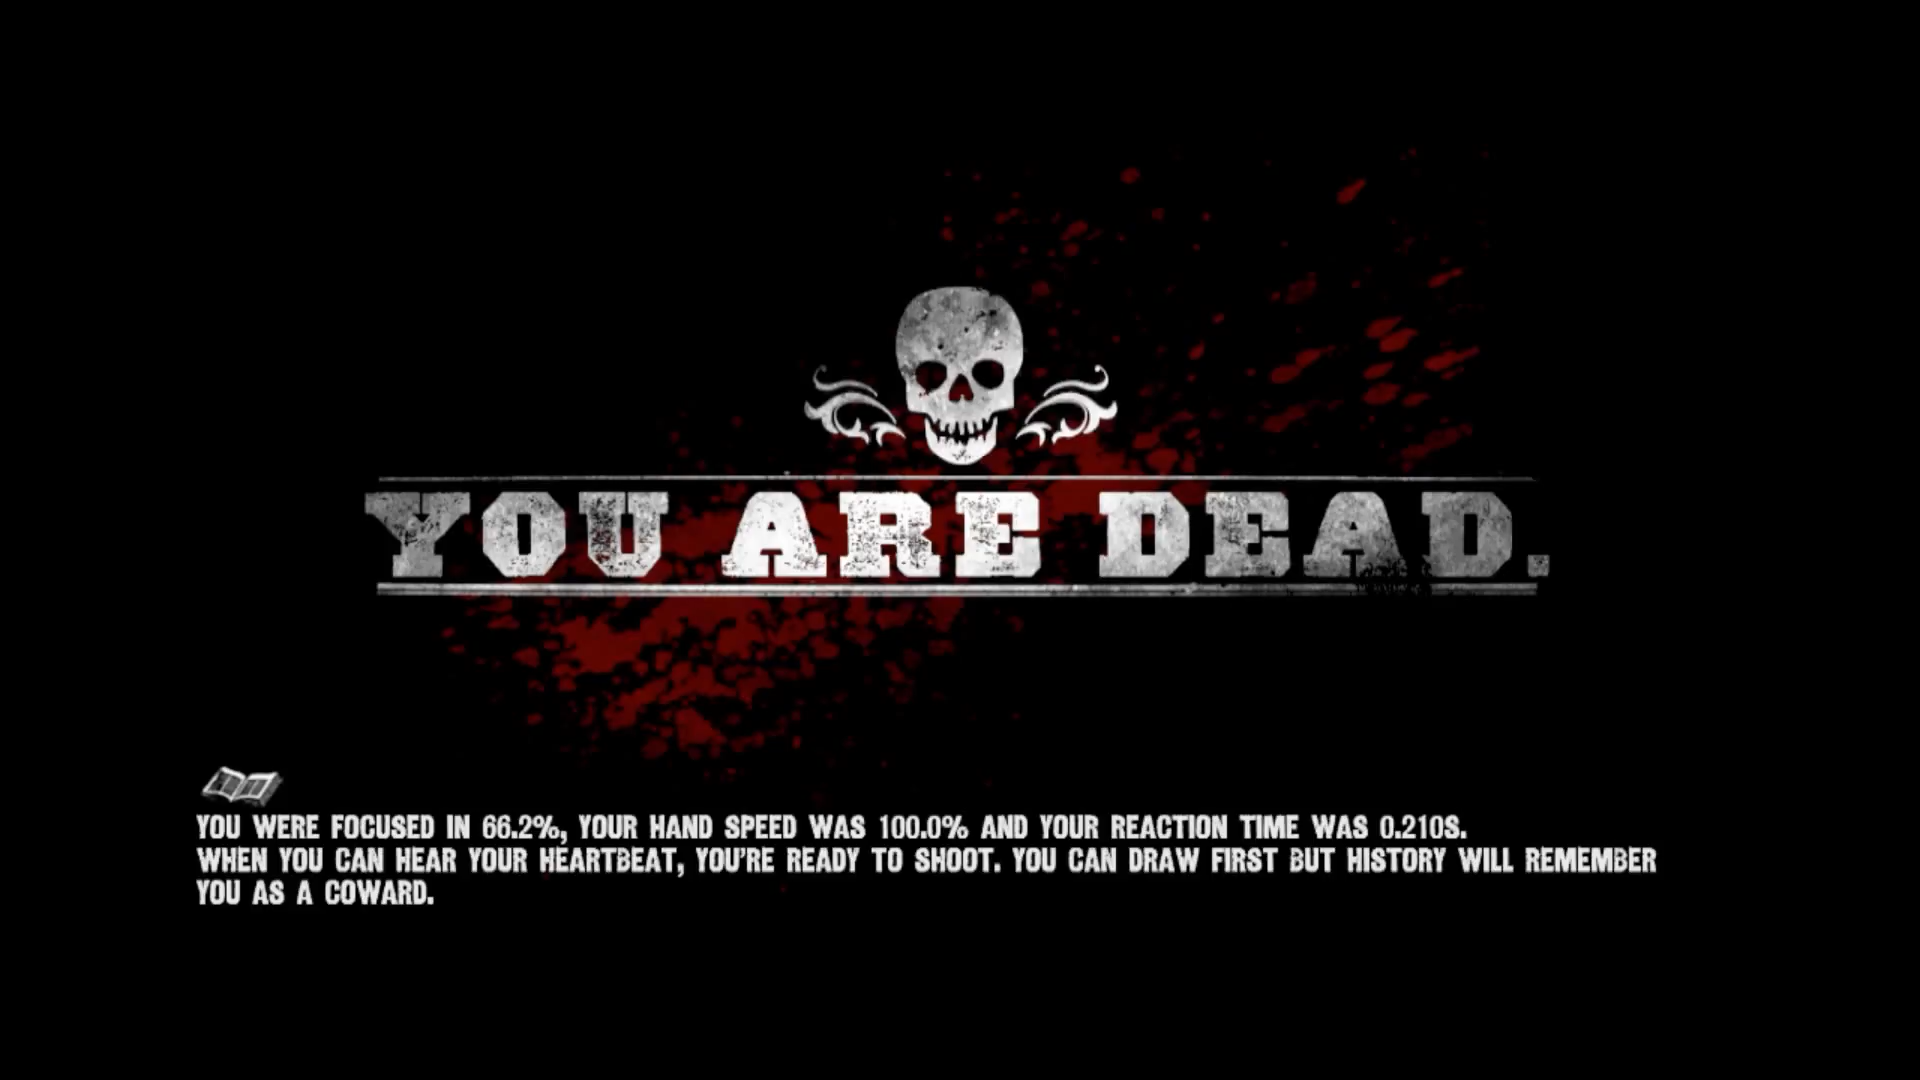 YOU ARE DEAD.
YOU WERE FOCUSED IN 66.2%, YOUR HAND SPEED WAS 100.0% AND YOUR REACTION TIME WAS 0.210S.
WHEN YOU CAN HEAR YOUR HEARTBEAT, YOU'RE READY TO SHOOT. YOU CAN DRAW FIRST BUT HISTORY WILL REMEMBER
YOU AS A COWARD.